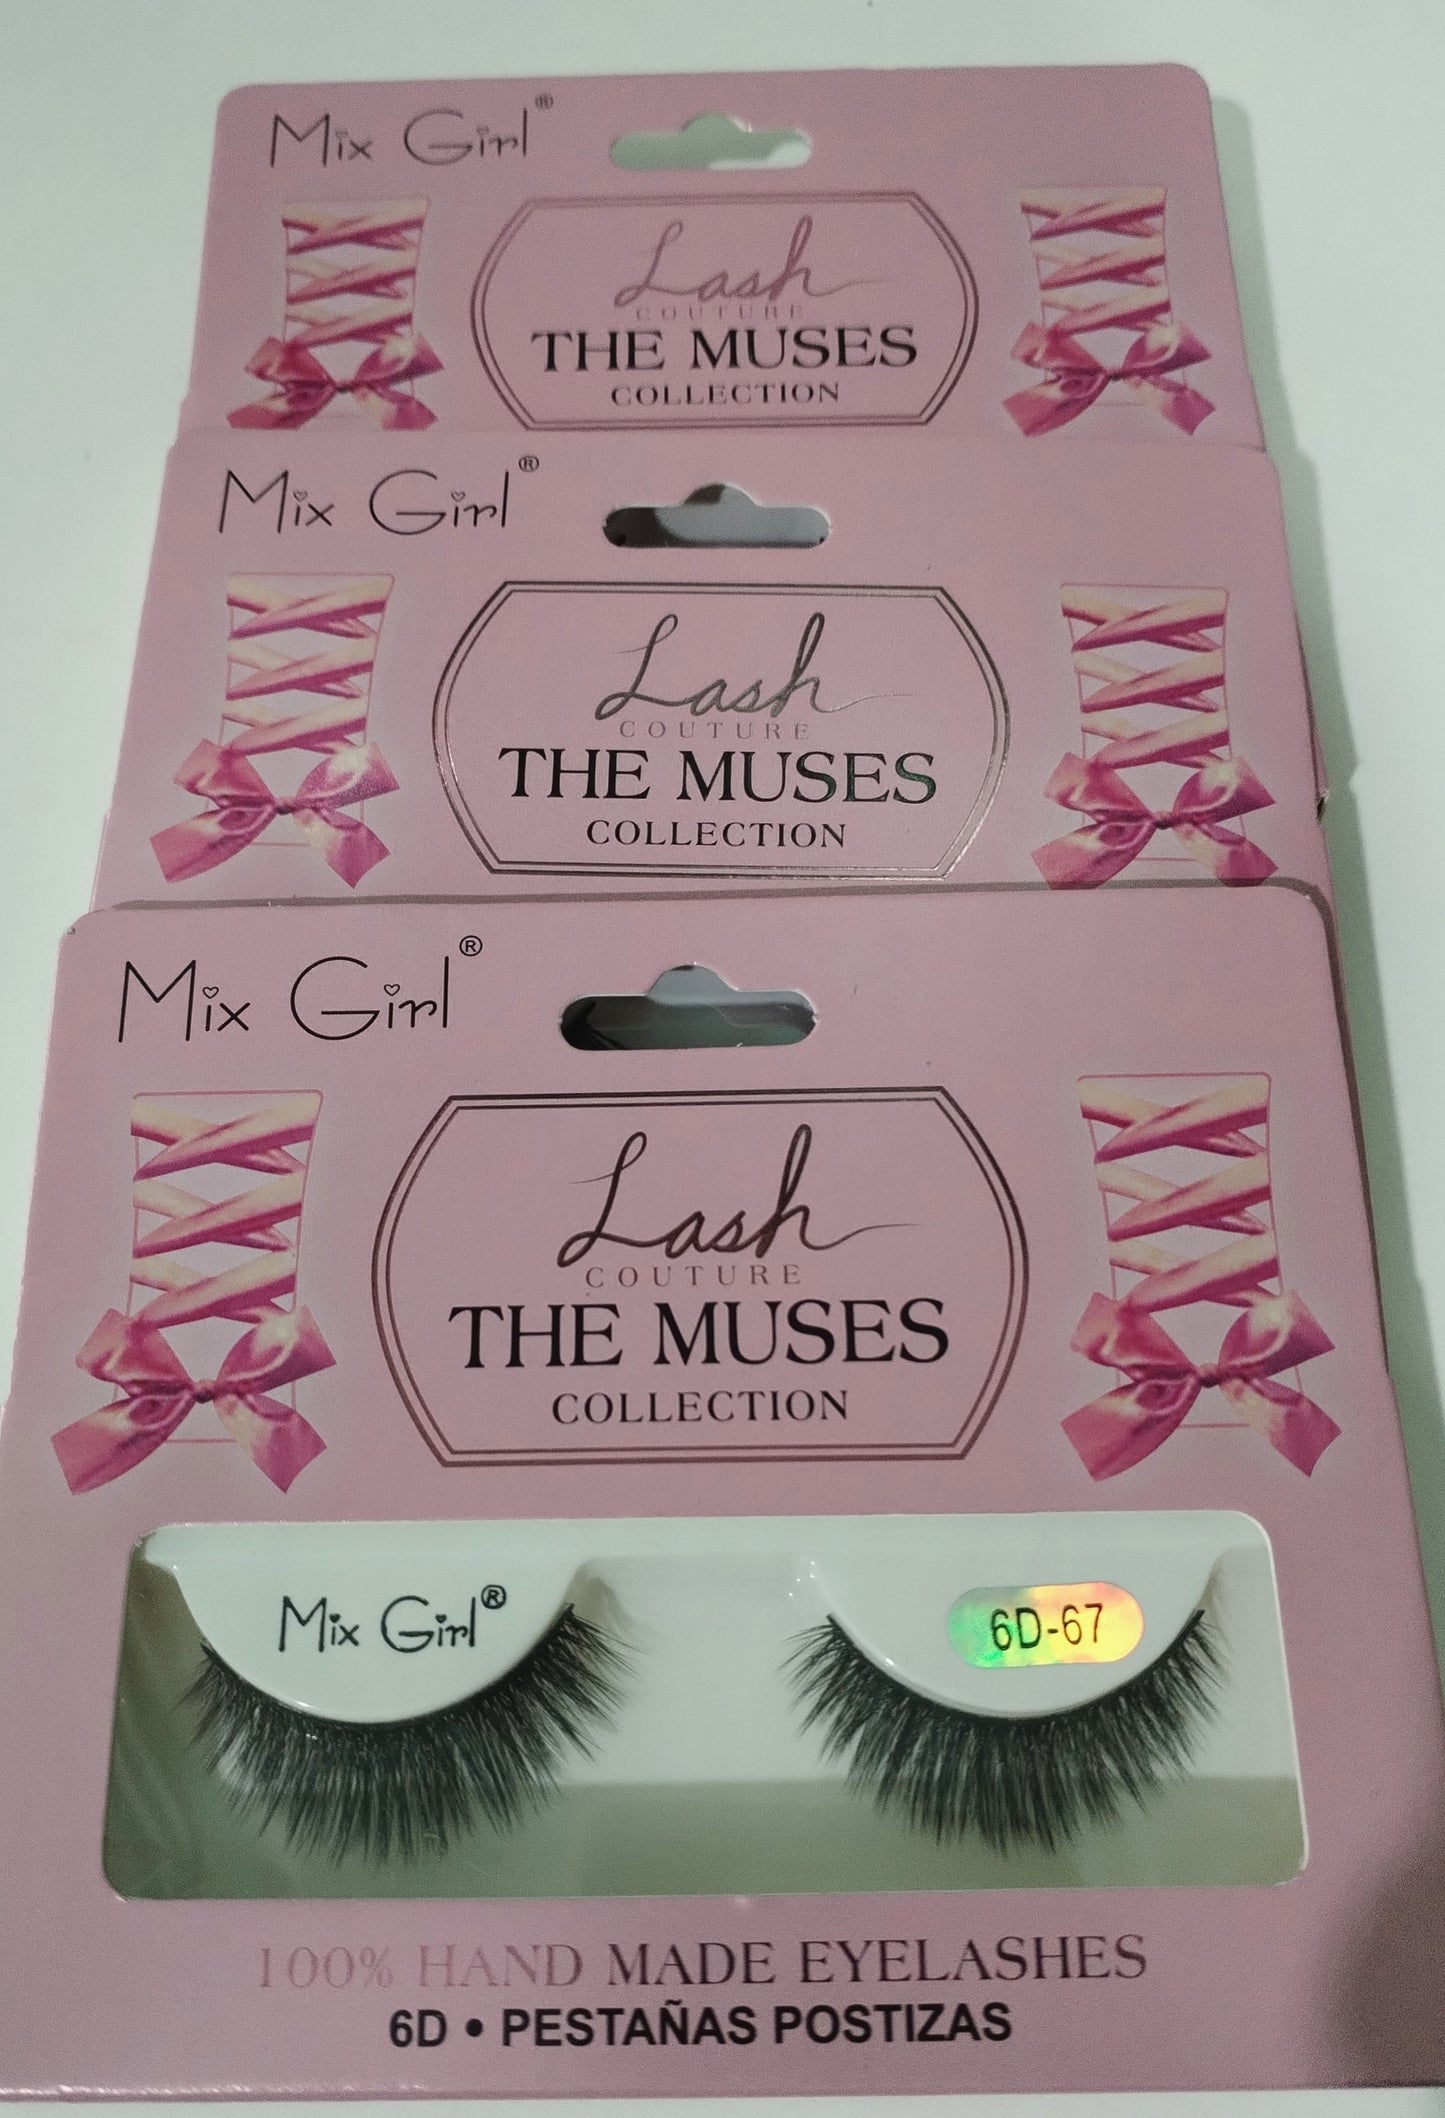 Mix Girl®
Lash
COUTURE
THE MUSES
COLLECTION
Mix Girl®
Lash
COUTURE
THE MUSES
COLLECTION
Mix Girl®
Lash
COUTURE
THE MUSES
COLLECTION
Mix Girl®
6D-67
100% HAND MADE EYELASHES
6D • PESTAÑAS POSTIZAS